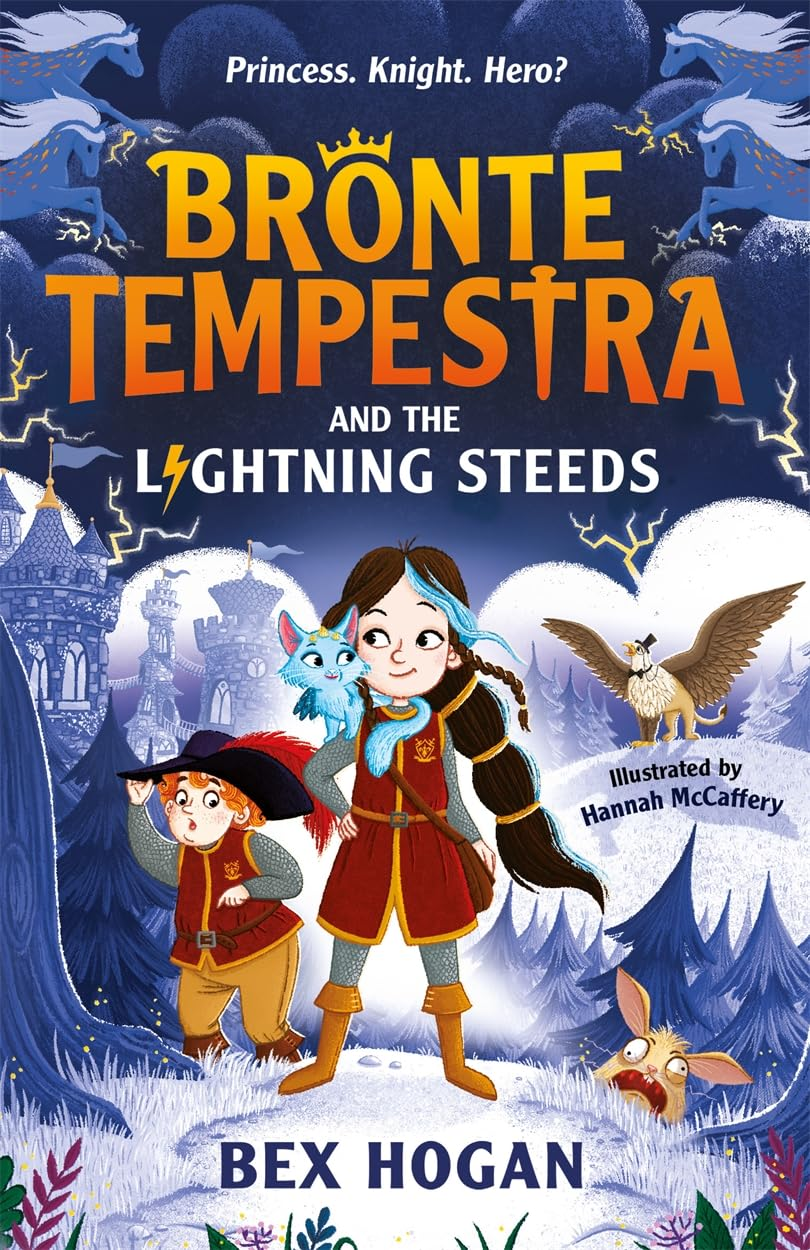 Princess. Knight. Hero?
BRONTE
TEMPESTRA
AND THE
LIGHTNING STEEDS
Illustrated by
Hannah McCaffery
BEX HOGAN